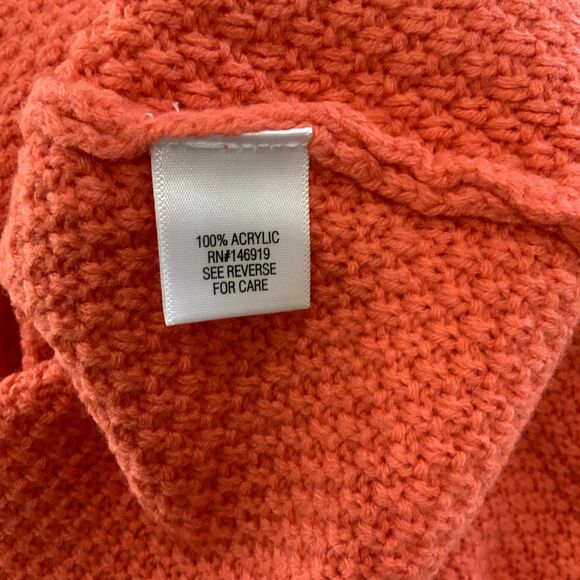 100% ACRYLIC
RN#146919
SEE REVERSE
FOR CARE